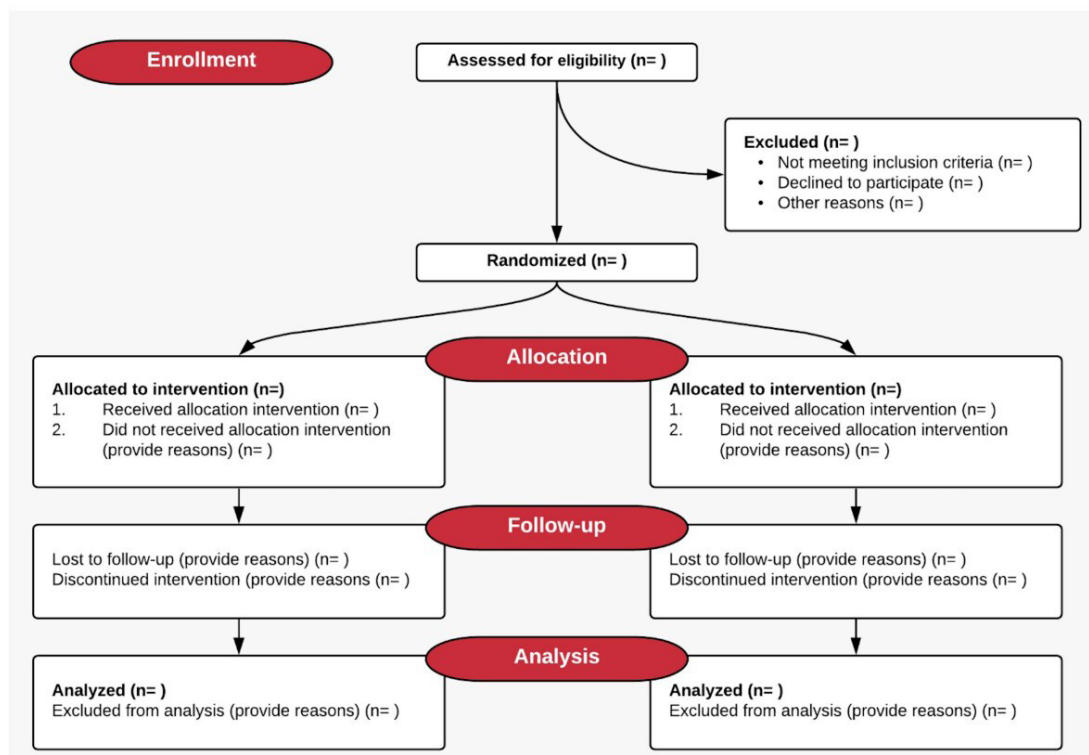 Enrollment
Assessed for eligibility (n= )
Excluded (n= )
• Not meeting inclusion criteria (n= )
• Declined to participate (n= )
• Other reasons (n= )
Randomized (n= )
Allocation
Allocated to intervention (n=)
1. Received allocation intervention (n= )
2. Did not received allocation intervention
(provide reasons) (n= )
Allocated to intervention (n=)
1. Received allocation intervention (n= )
2. Did not received allocation intervention
(provide reasons) (n= )
Follow-up
Lost to follow-up (provide reasons) (n= )
Discontinued intervention (provide reasons (n= )
Lost to follow-up (provide reasons) (n= )
Discontinued intervention (provide reasons (n= )
Analysis
Analyzed (n= )
Excluded from analysis (provide reasons) (n= )
Analyzed (n= )
Excluded from analysis (provide reasons) (n= )